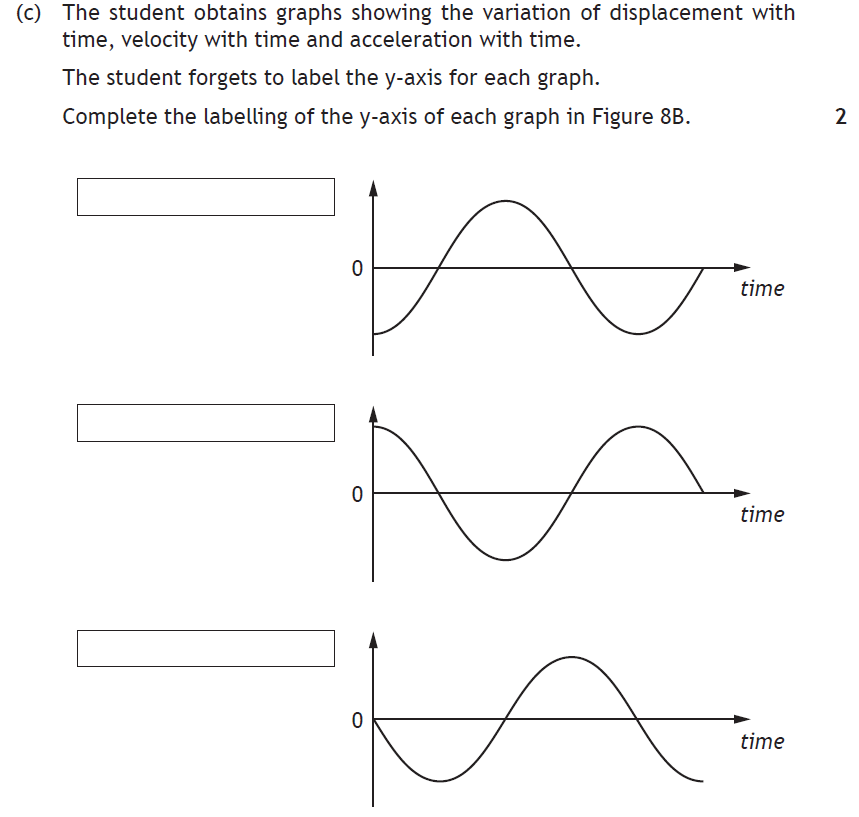 (c) The student obtains graphs showing the variation of displacement with
time, velocity with time and acceleration with time.
The student forgets to label the y-axis for each graph.
Complete the labelling of the y-axis of each graph in Figure 8B. 2
0
time
0
time
0
time